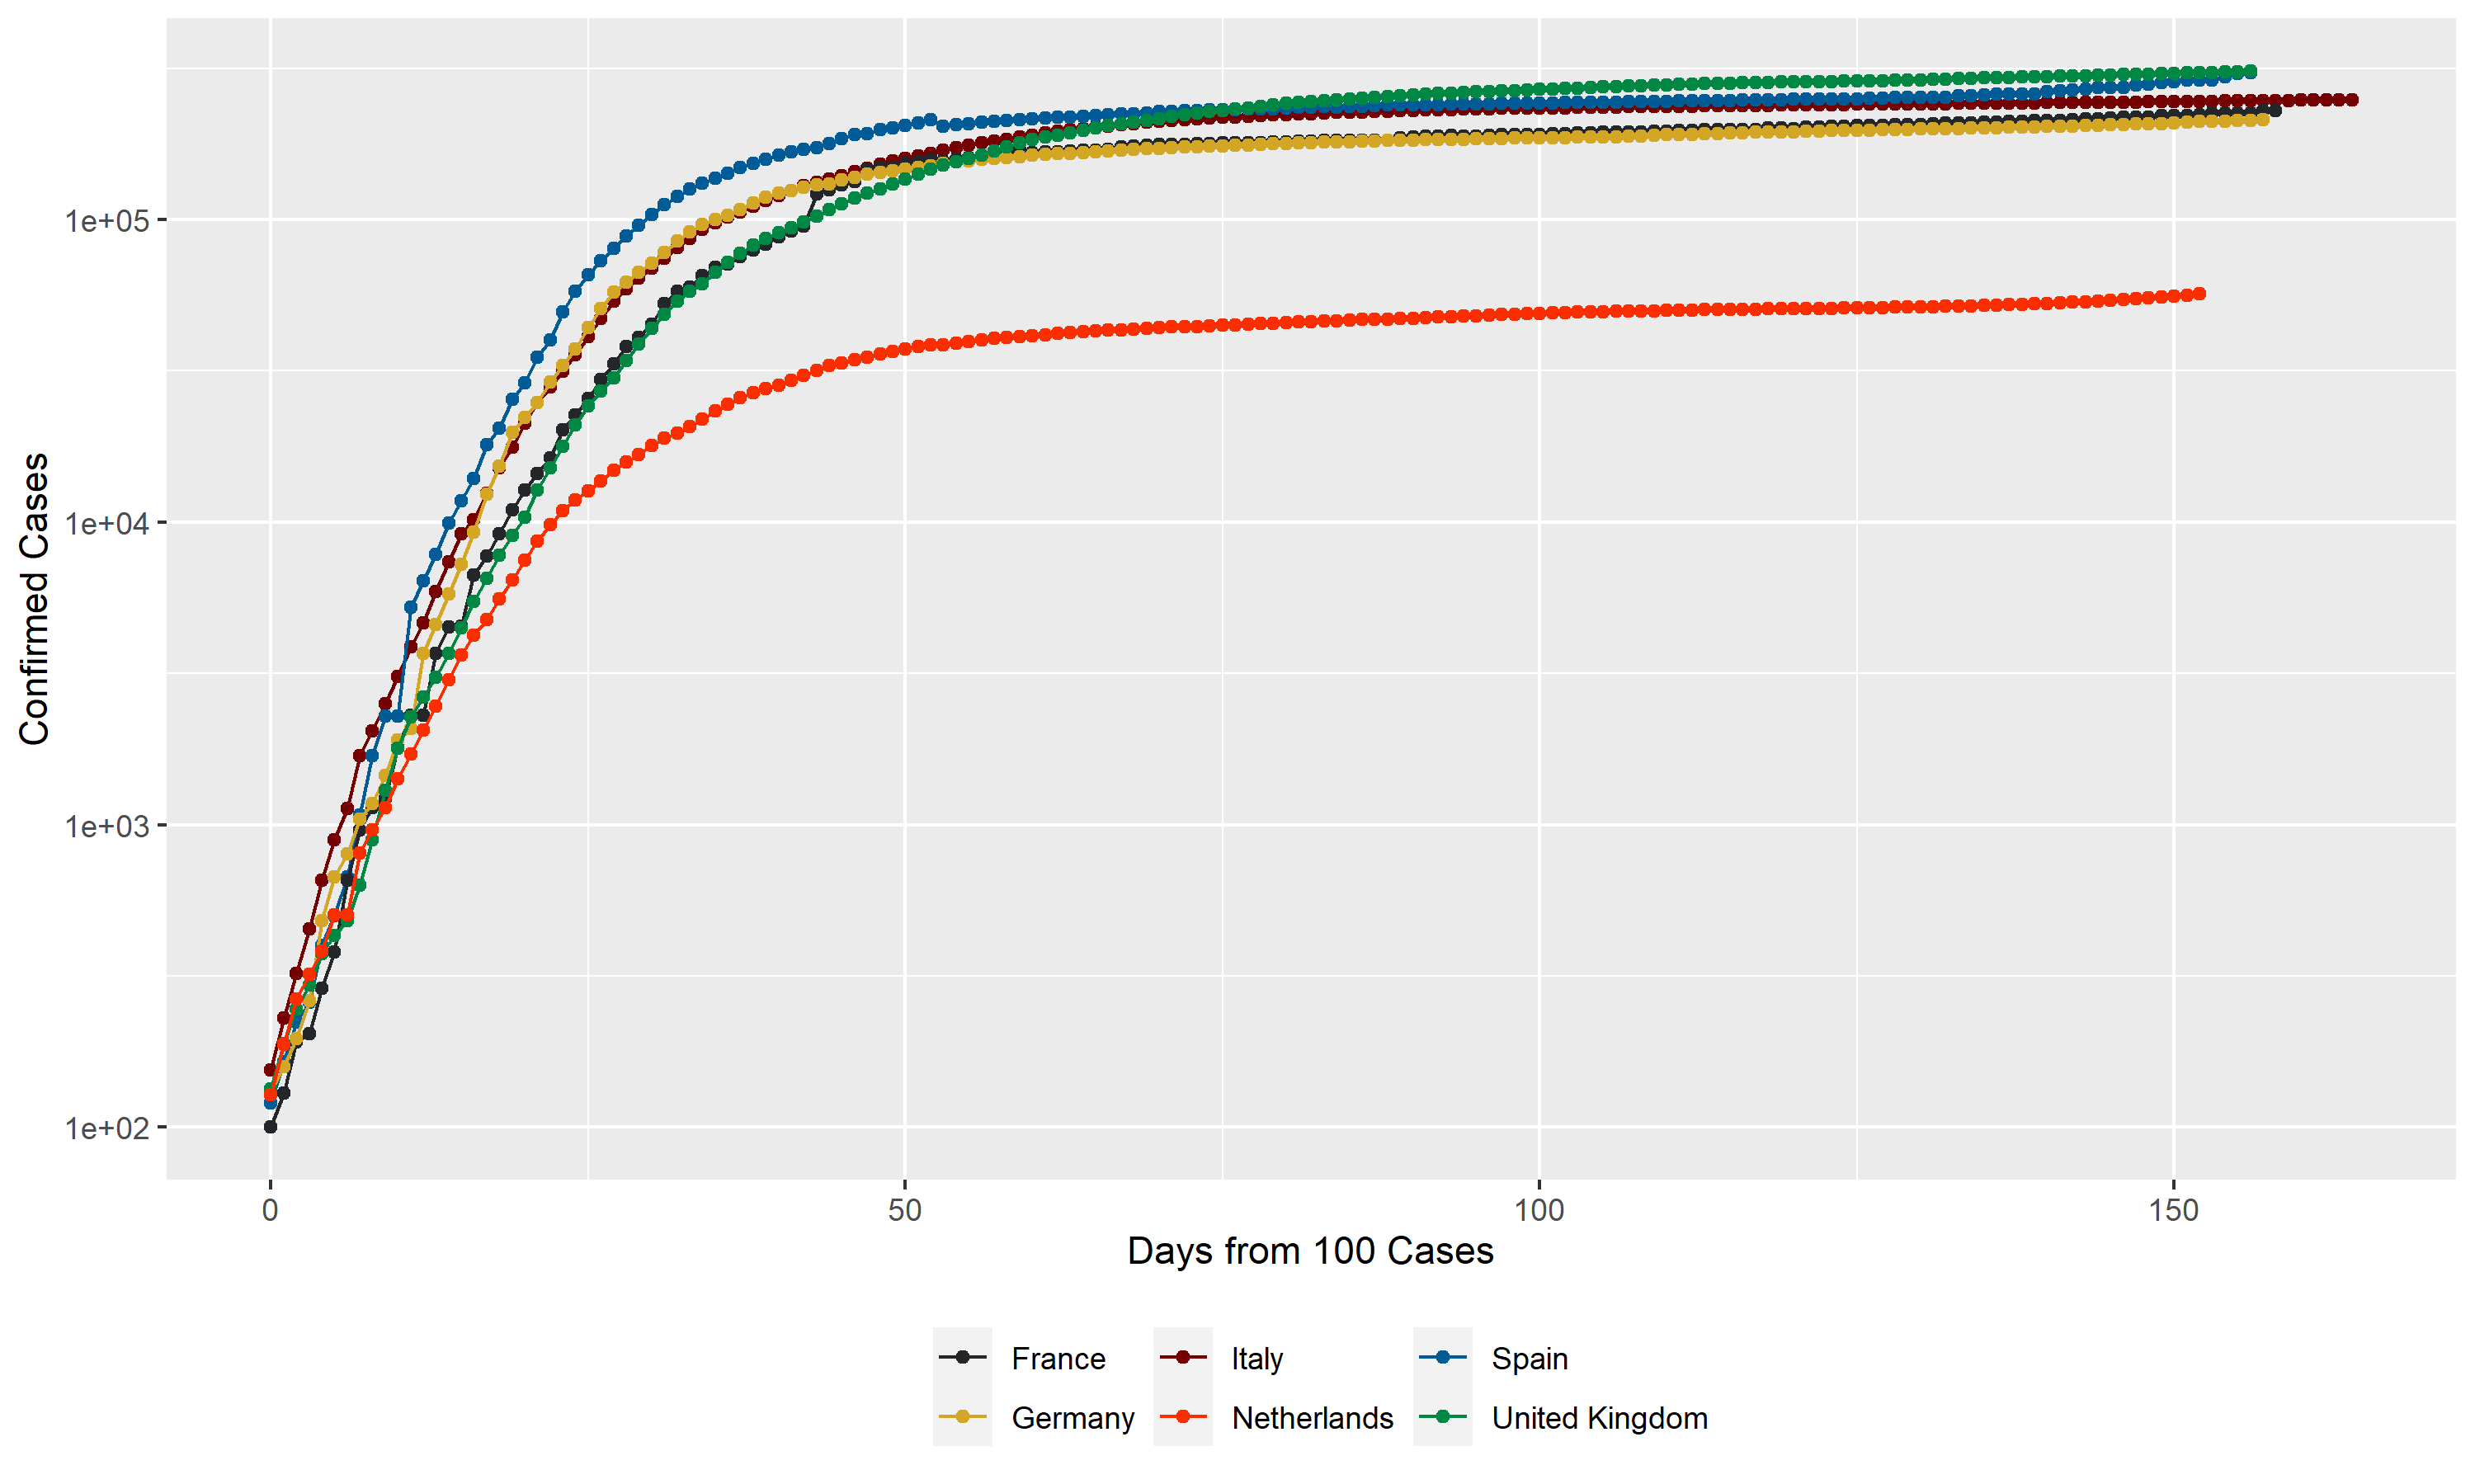 Confirmed Cases
1e+05
1e+04
1e+03
1e+02
0 50 100 150
Days from 100 Cases
France Italy Spain
Germany Netherlands United Kingdom